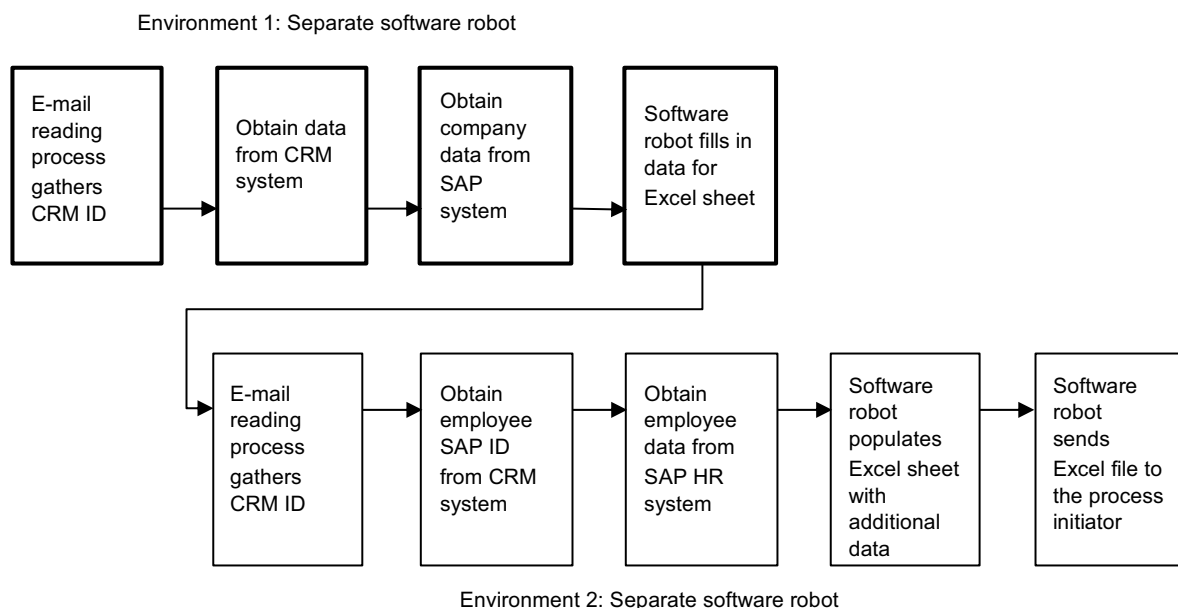 Environment 1: Separate software robot
E-mail
reading
process
gathers
CRM ID
Obtain data
from CRM
system
Obtain
company
data from
SAP
system
Software
robot fills in
data for
Excel sheet
E-mail
reading
process
gathers
CRM ID
Obtain
employee
SAP ID
from CRM
system
Obtain
employee
data from
SAP HR
system
Software
robot
populates
Excel sheet
with
additional
data
Software
robot
sends
Excel file to
the process
initiator
Environment 2: Separate software robot